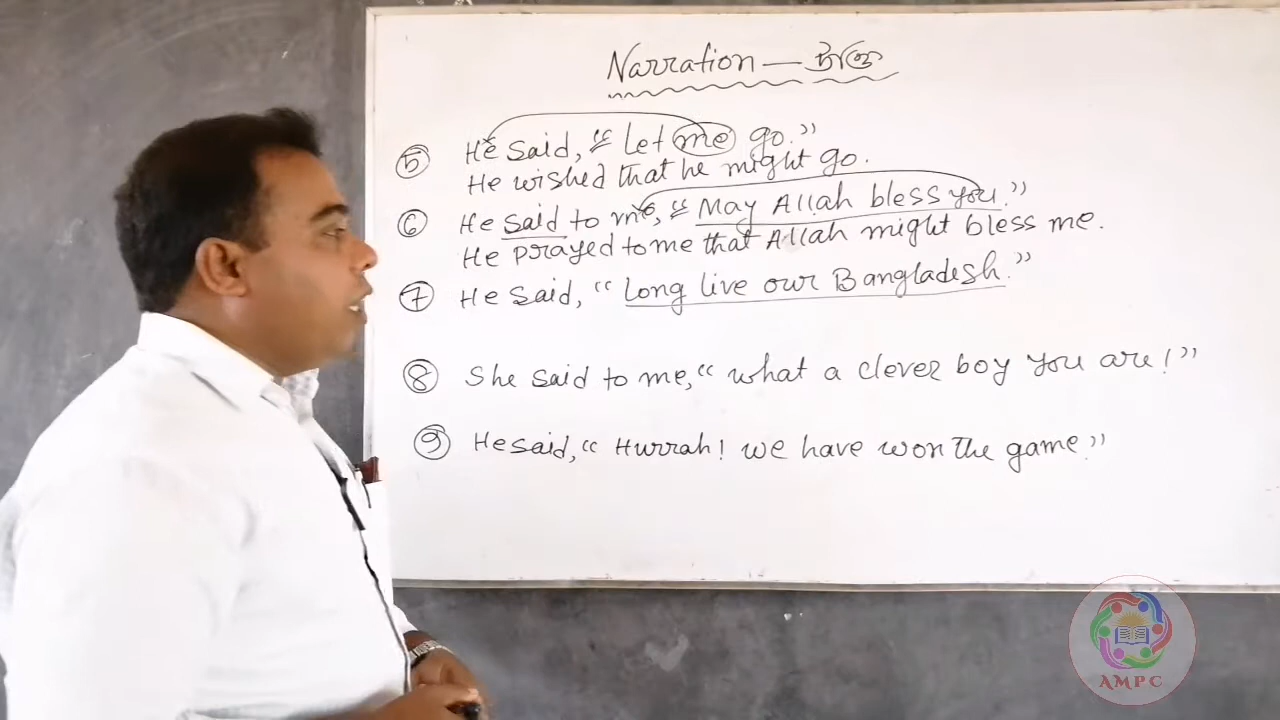 Narration — উক্তি
⑤ He said, “Let me go.”
He wished that he might go.
⑥ He said to me, “May Allah bless you.”
He prayed to me that Allah might bless me.
⑦ He said, “Long live our Bangladesh.”
⑧ She said to me, “what a clever boy you are!”
⑨ He said, “Hurrah! we have won the game.”
AMPC